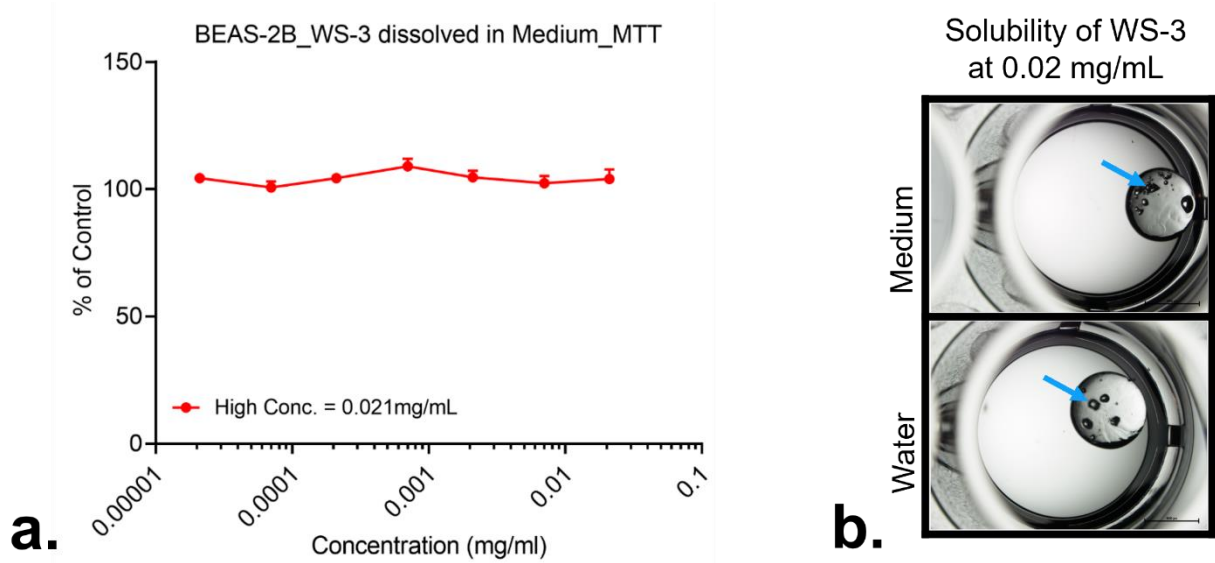 BEAS-2B_WS-3 dissolved in Medium_MTT
150
100
50
0
% of Control
High Conc. = 0.021mg/mL
0.00001
0.0001
0.001
0.01
0.1
Concentration (mg/ml)
a.
Solubility of WS-3
at 0.02 mg/mL
Medium
Water
b.